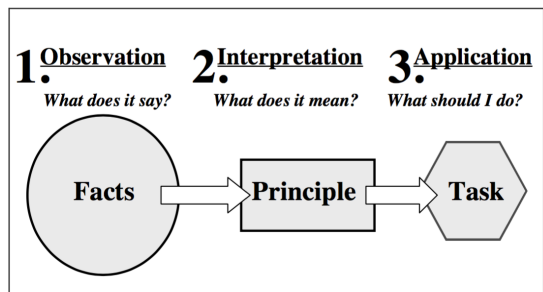 1. Observation
What does it say?
2. Interpretation
What does it mean?
3. Application
What should I do?
Facts
Principle
Task